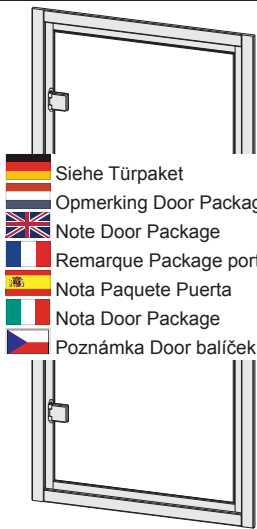 Siehe Türpaket
Opmerking Door Packag
Note Door Package
Remarque Package port
Nota Paquete Puerta
Nota Door Package
Poznámka Door balíček